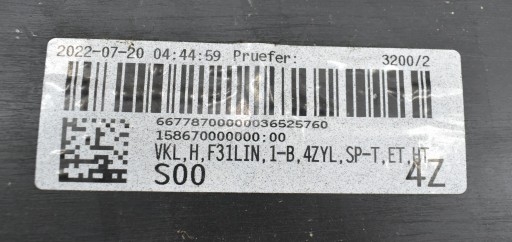 2022-07-20 04:44:59 Pruefer: 3200/2
66778700000036525760
158670000000:00
VKL,H,F31LIN,1-B,4ZYL,SP-T,ET,HT
S00 4Z